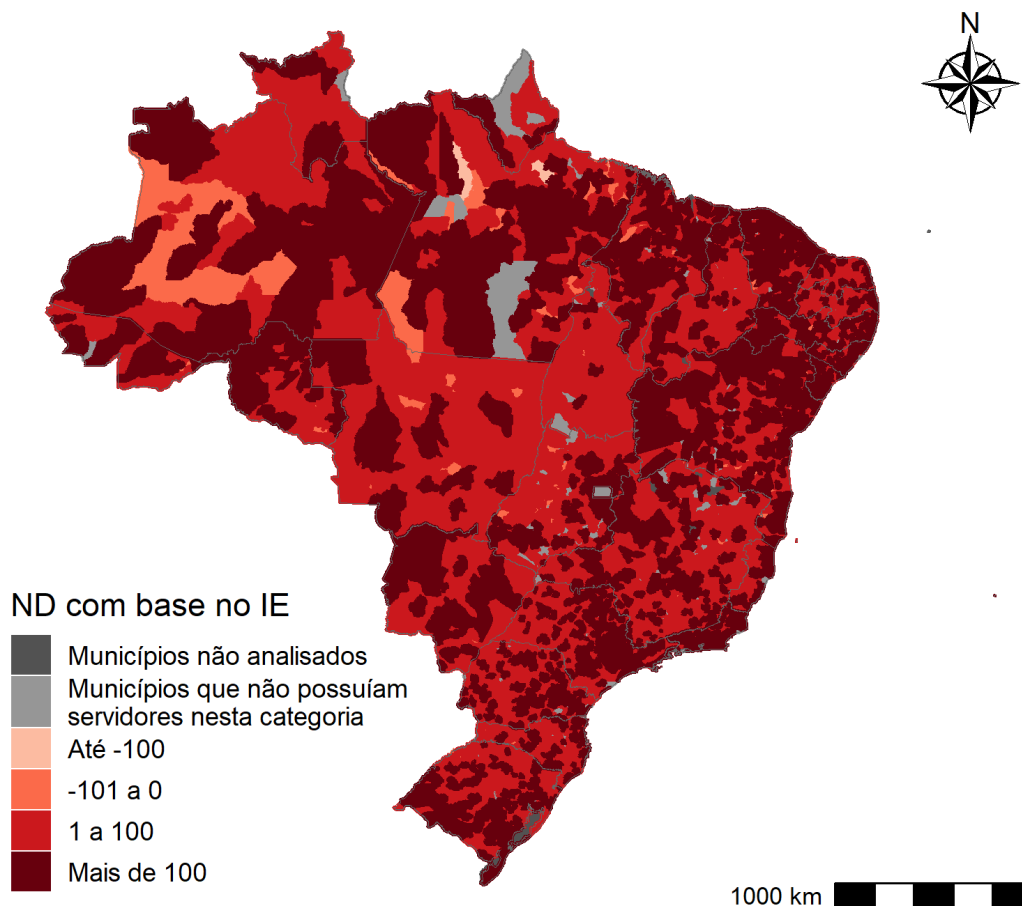 N
ND com base no IE
Municípios não analisados
Municípios que não possuíam
servidores nesta categoria
Até -100
-101 a 0
1 a 100
Mais de 100
1000 km